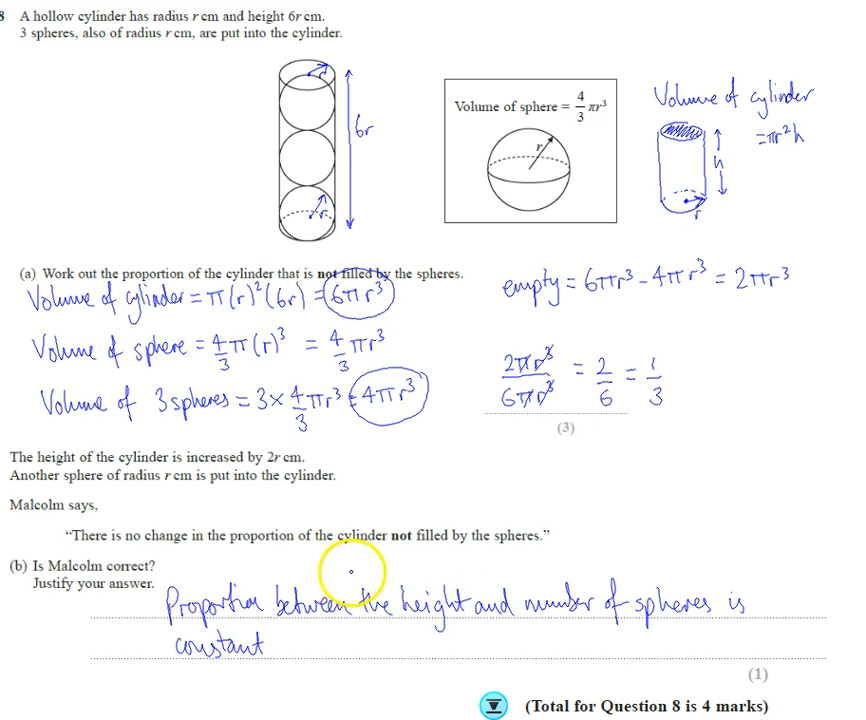 8 A hollow cylinder has radius r cm and height 6r cm.
3 spheres, also of radius r cm, are put into the cylinder.
r
6r
r
Volume of sphere = 4/3 πr³
r
Volume of cylinder
= πr²h
h
r
(a) Work out the proportion of the cylinder that is not filled by the spheres.
Volume of cylinder = π(r)²(6r) = 6πr³
Volume of sphere = 4/3 π(r)³ = 4/3 πr³
Volume of 3 spheres = 3 × 4/3 πr³ = 4πr³
empty = 6πr³ - 4πr³ = 2πr³
2πr³/6πr³ = 2/6 = 1/3
(3)
The height of the cylinder is increased by 2r cm.
Another sphere of radius r cm is put into the cylinder.
Malcolm says,
“There is no change in the proportion of the cylinder not filled by the spheres.”
(b) Is Malcolm correct?
Justify your answer.
Proportion between the height and number of spheres is
constant
(1)
(Total for Question 8 is 4 marks)